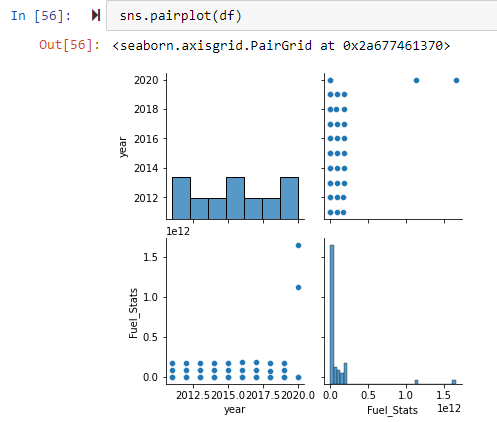 In [56]: sns.pairplot(df)
Out[56]: <seaborn.axisgrid.PairGrid at 0x2a677461370>
2020
2018
2016
2014
2012
year
1e12
1.5
1.0
0.5
0.0
Fuel_Stats
2012.5 2015.0 2017.5 2020.0
year
0.0 0.5 1.0 1.5
1e12
Fuel_Stats